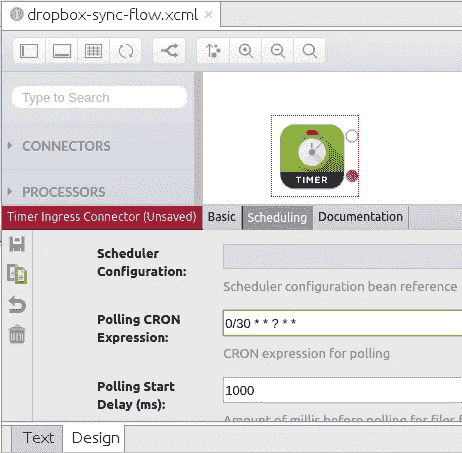 dropbox-sync-flow.xcml
Type to Search
CONNECTORS
PROCESSORS
TIMER
Timer Ingress Connector (Unsaved) Basic Scheduling Documentation
Scheduler Configuration:
Scheduler configuration bean reference
Polling CRON Expression:
0/30 * * ? * *
CRON expression for polling
Polling Start Delay (ms):
1000
Amount of millis before polling for files
Text Design